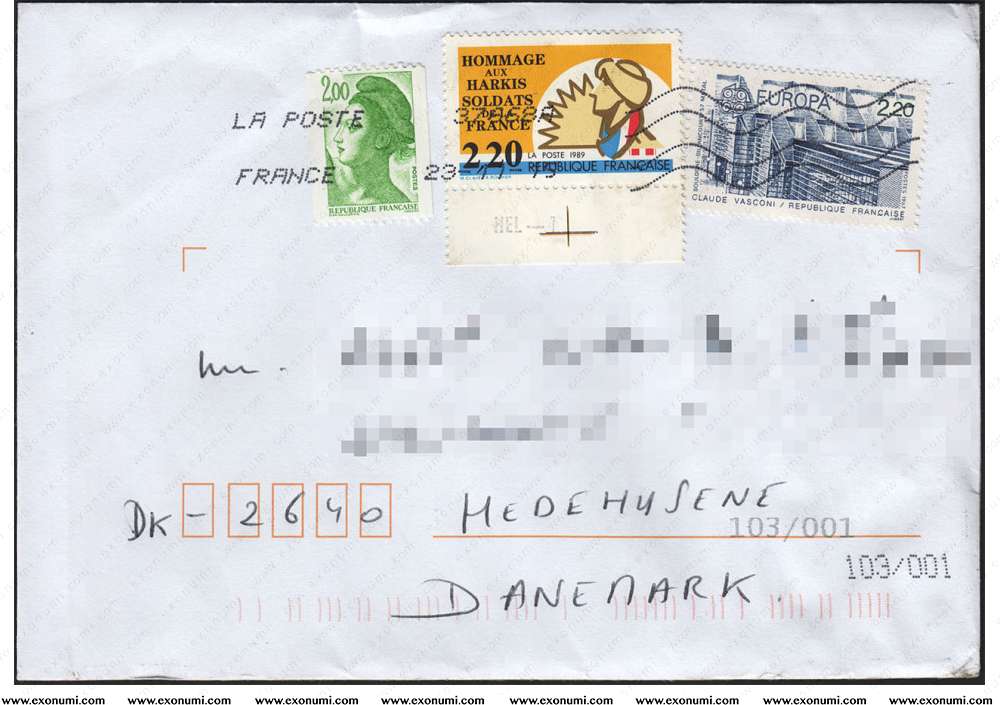 2,00
POSTES
REPUBLIQUE FRANÇAISE
HOMMAGE
AUX
HARKIS
SOLDATS
DE LA
FRANCE
2,20
LA POSTE 1989
REPUBLIQUE FRANÇAISE
EUROPA
2,20
CLAUDE VASCONI / REPUBLIQUE FRANÇAISE
LA POSTE
FRANCE
DK - 2640 HEDEHUSENE
103/001
103/001
DANEMARK.
www.exonumi.com www.exonumi.com www.exonumi.com www.exonumi.com www.exonumi.com www.exonumi.com www.exonumi.com www.exonumi.com